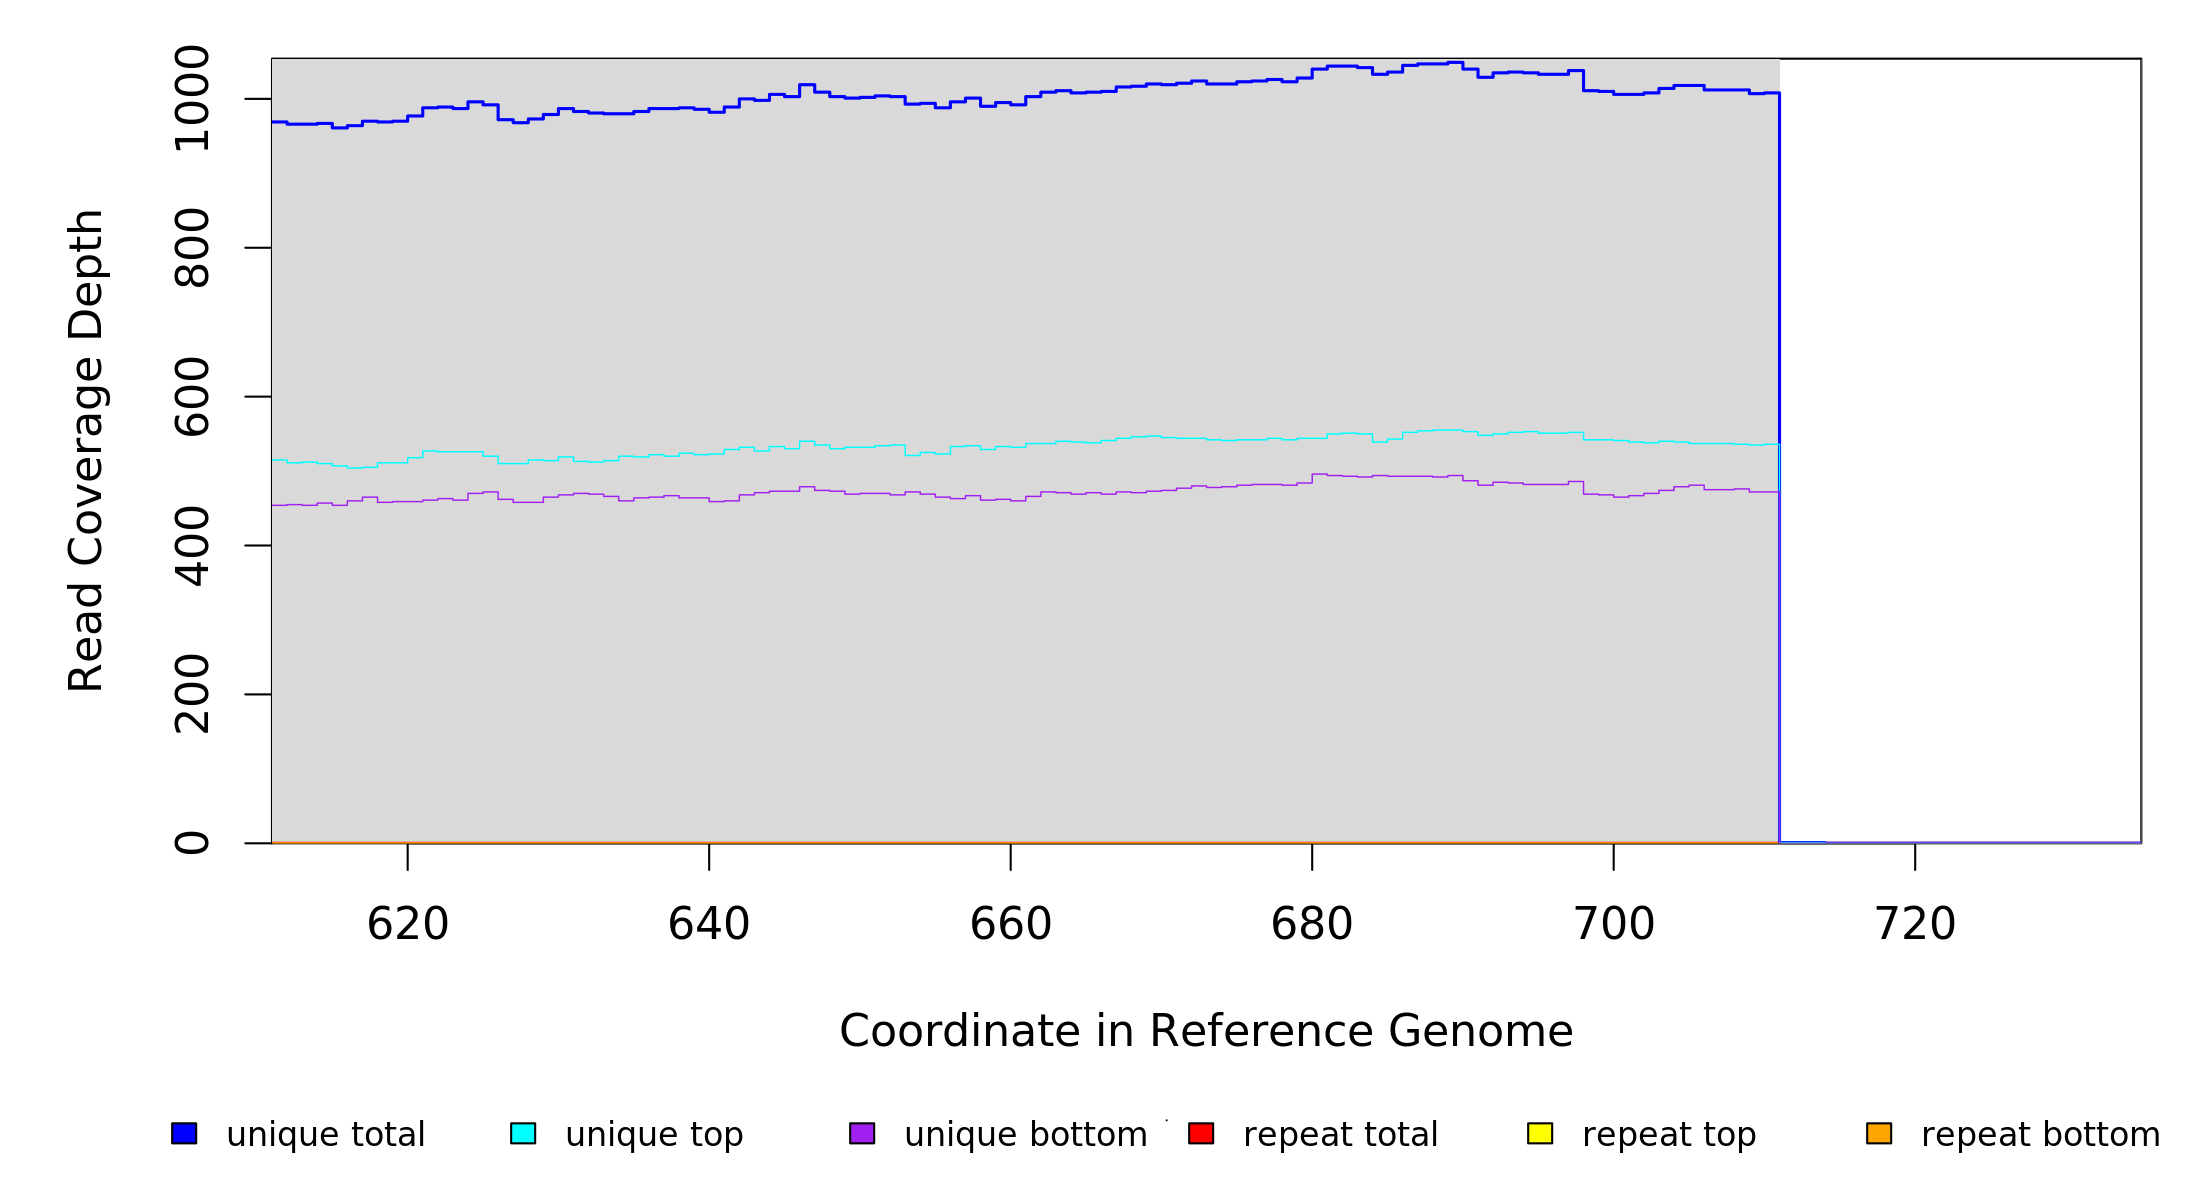 Read Coverage Depth
1000
800
600
400
200
0
620 640 660 680 700 720
Coordinate in Reference Genome
unique total unique top unique bottom repeat total repeat top repeat bottom